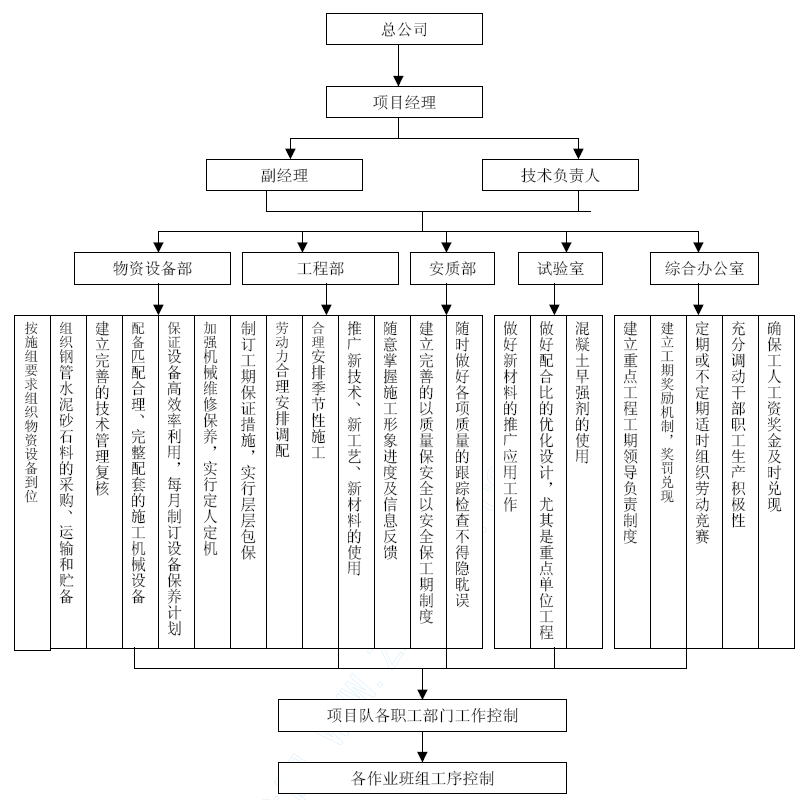 总公司
项目经理
副经理
技术负责人
物资设备部
工程部
安质部
试验室
综合办公室
按施组要求组织物资设备到位
组织钢管水泥砂石料的采购、运输和贮备
建立完善的技术管理复核
配备匹配合理、完整配套的施工机械设备
保证设备高效率利用，每月制订设备保养计划
加强机械维修保养，实行定人定机
制订工期保证措施，实行层层包保
劳动力合理安排调配
合理安排季节性施工
推广新技术、新工艺、新材料的使用
随意掌握施工形象进度及信息反馈
建立完善的以质量保安全以安全保工期制度
随时做好各项质量的跟踪检查不得隐耽误
做好新材料的推广应用工作
做好配合比的优化设计，尤其是重点单位工程
混凝土早强剂的使用
建立重点工程工期领导负责制度
建立工期奖励机制，奖罚兑现
定期或不定期适时组织劳动竞赛
充分调动干部职工生产积极性
确保工人工资奖金及时兑现
项目队各职工部门工作控制
各作业班组工序控制